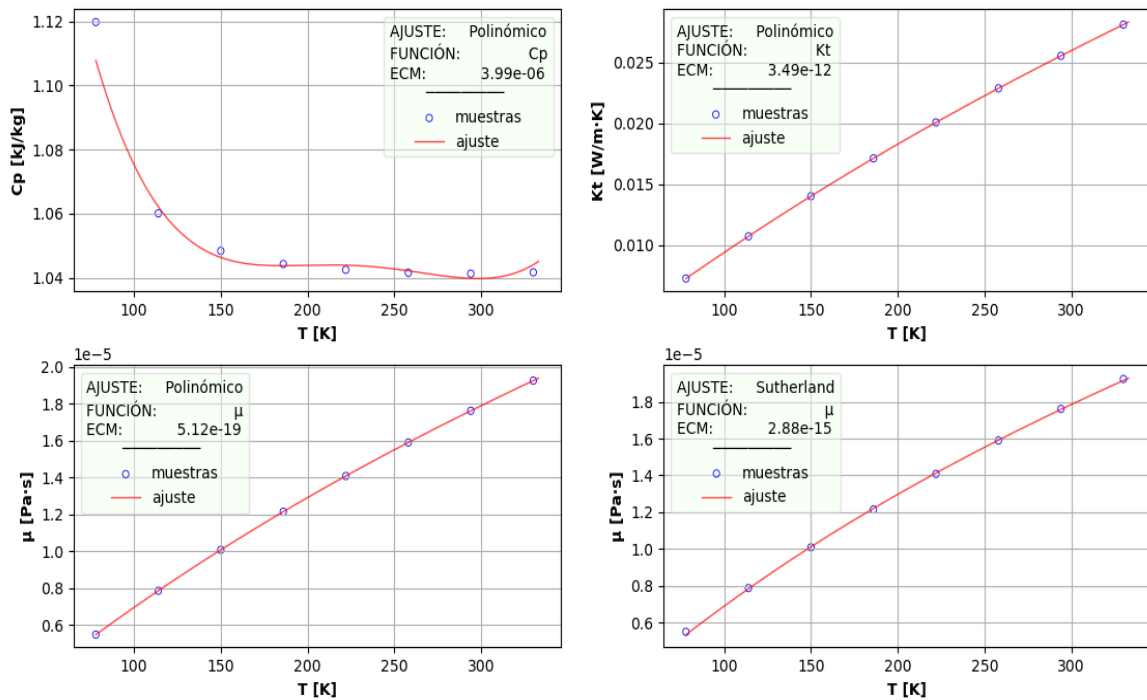 1.12
1.10
1.08
1.06
1.04
Cp [kJ/kg]
AJUSTE: Polinómico
FUNCIÓN: Cp
ECM: 3.99e-06
muestras
ajuste
100 150 200 250 300
T [K]
0.025
0.020
0.015
0.010
Kt [W/m·K]
AJUSTE: Polinómico
FUNCIÓN: Kt
ECM: 3.49e-12
muestras
ajuste
100 150 200 250 300
T [K]
1e−5
2.0
1.8
1.6
1.4
1.2
1.0
0.8
0.6
μ [Pa·s]
AJUSTE: Polinómico
FUNCIÓN: μ
ECM: 5.12e-19
muestras
ajuste
100 150 200 250 300
T [K]
1e−5
1.8
1.6
1.4
1.2
1.0
0.8
0.6
μ [Pa·s]
AJUSTE: Sutherland
FUNCIÓN: μ
ECM: 2.88e-15
muestras
ajuste
100 150 200 250 300
T [K]